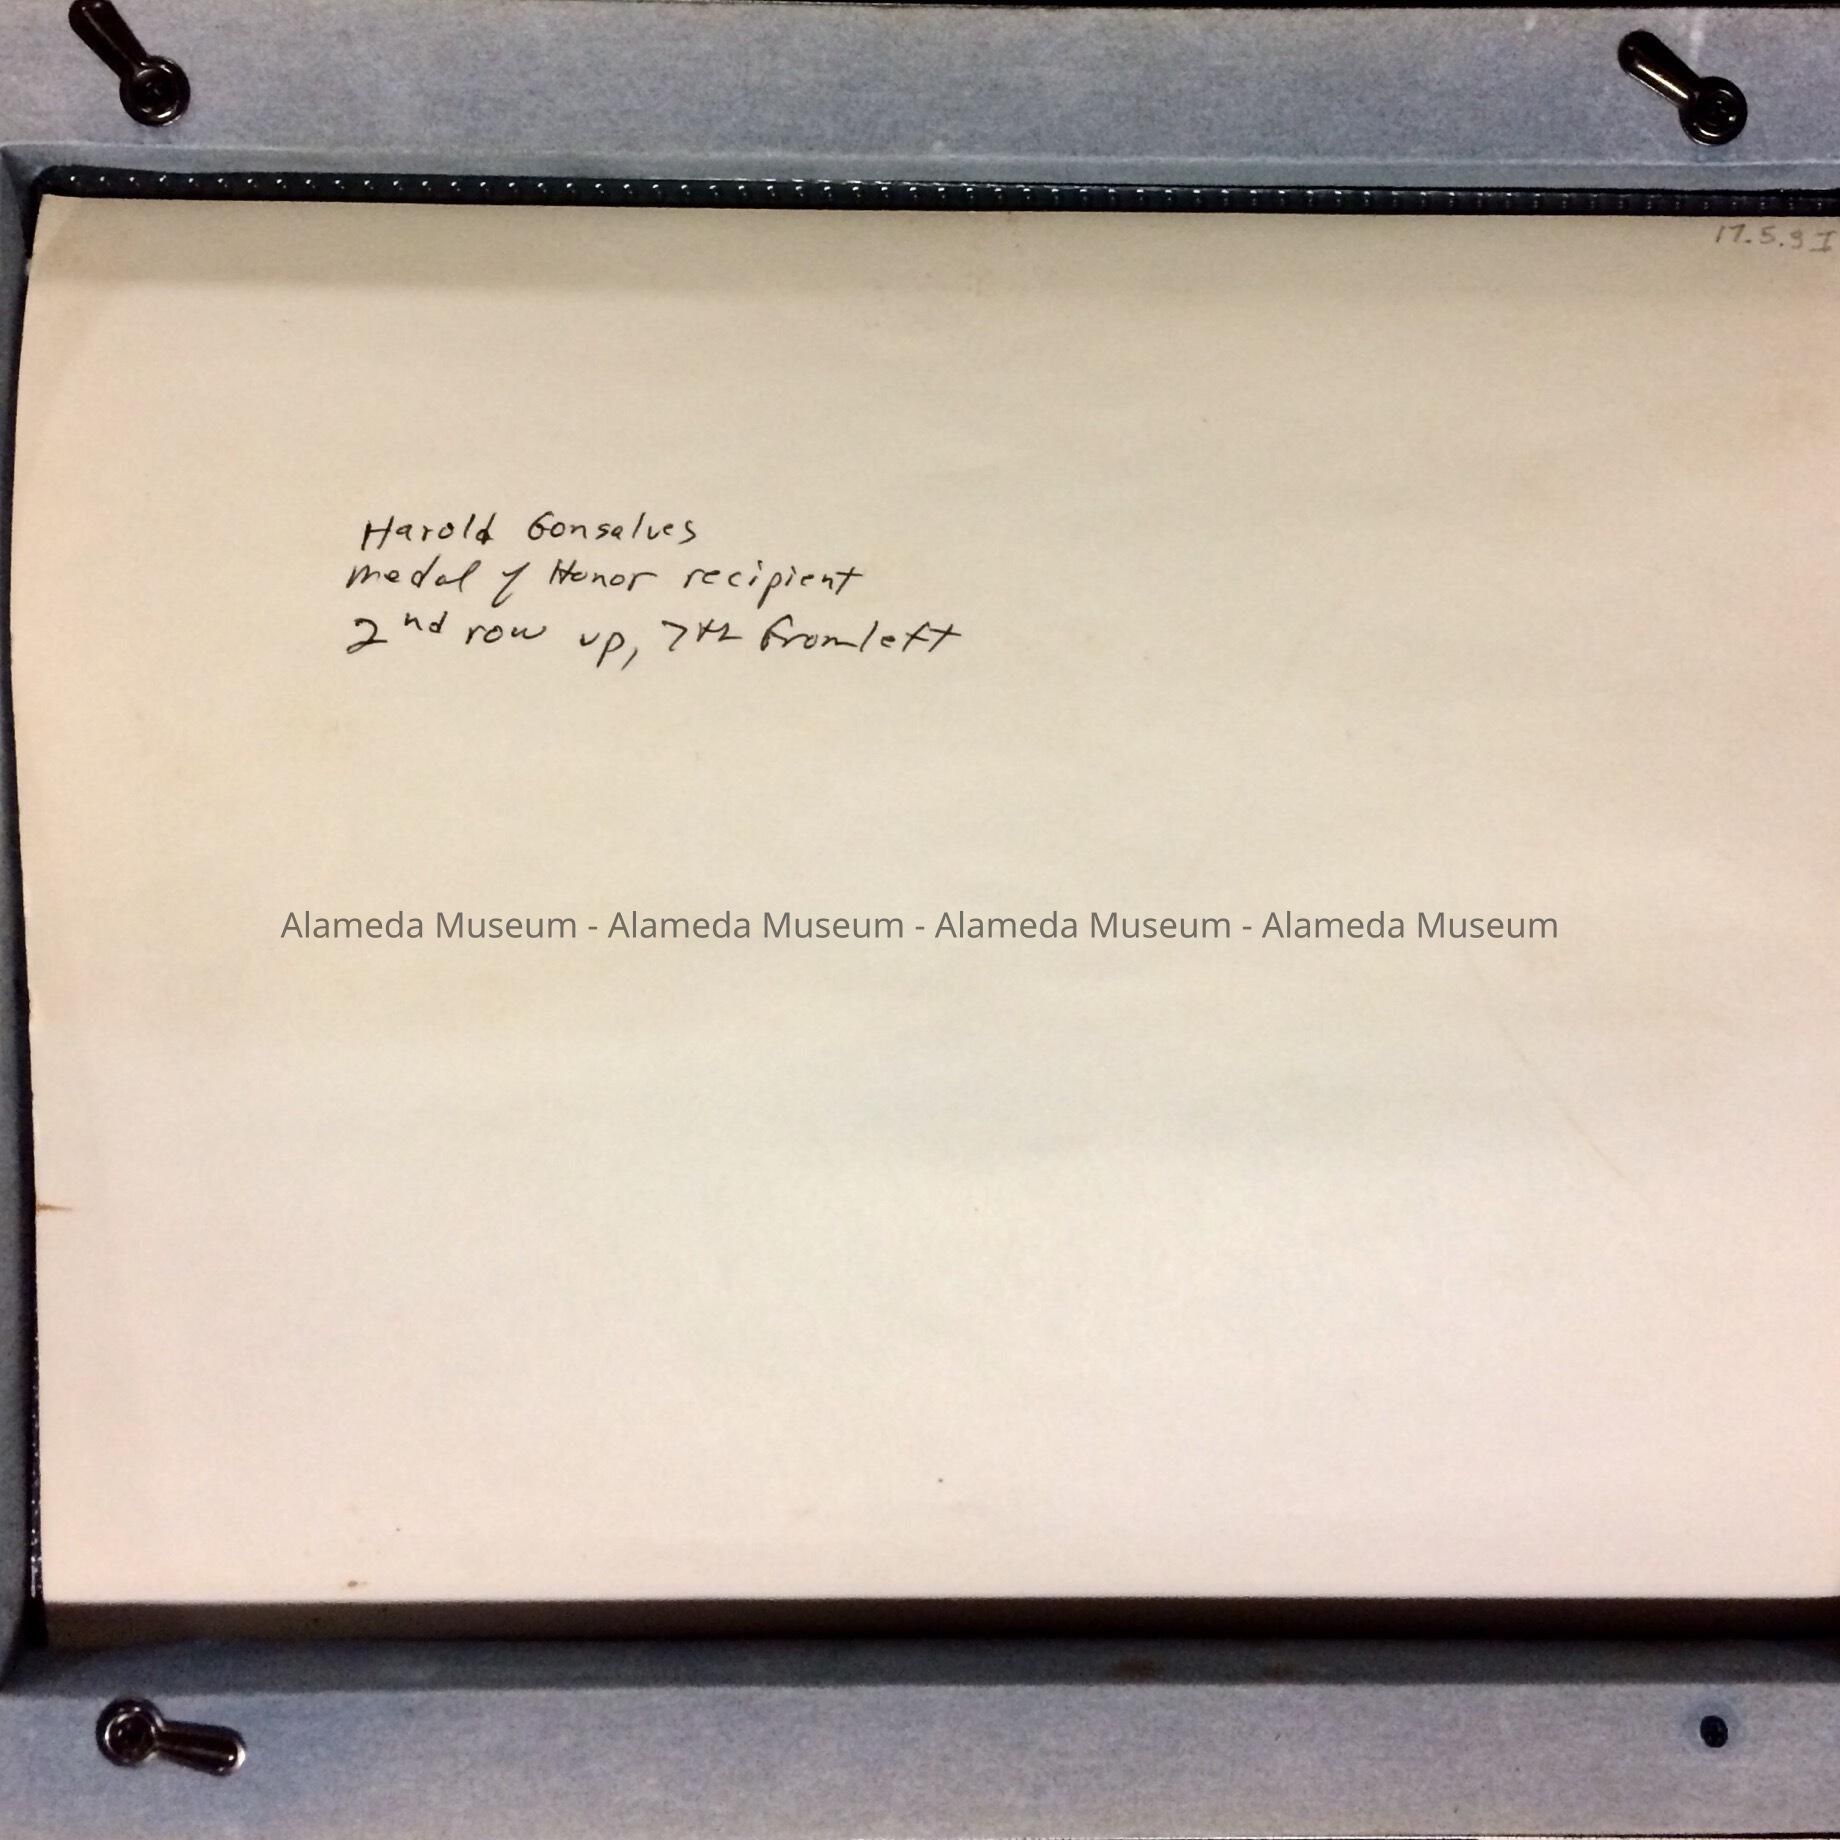 17.5.9 I
Harold Gonsalves
Medal of Honor recipient
2nd row up, 7th from left
Alameda Museum - Alameda Museum - Alameda Museum - Alameda Museum